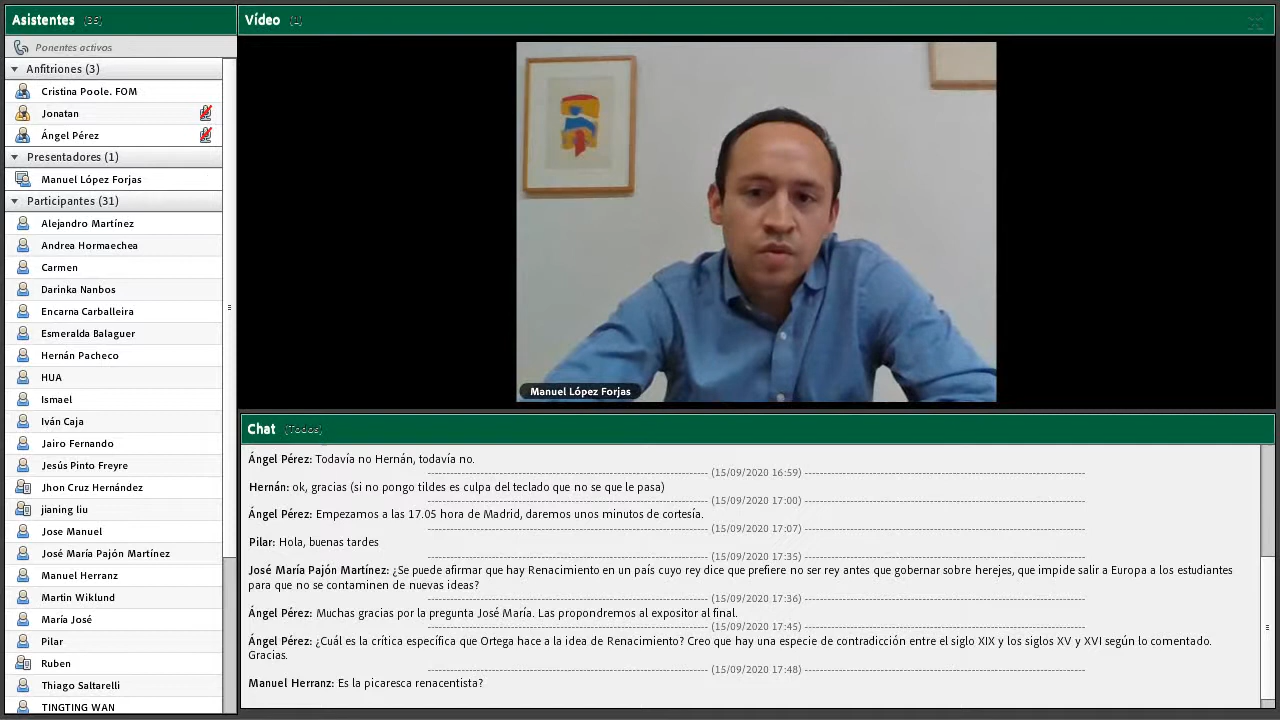 Asistentes (35)
Ponentes activos
Anfitriones (3)
Cristina Poole. FOM
Jonatan
Ángel Pérez
Presentadores (1)
Manuel López Forjas
Participantes (31)
Alejandro Martínez
Andrea Hormaechea
Carmen
Darinka Nanbos
Encarna Carballeira
Esmeralda Balaguer
Hernán Pacheco
HUA
Ismael
Iván Caja
Jairo Fernando
Jesús Pinto Freyre
Jhon Cruz Hernández
jianing liu
Jose Manuel
José María Pajón Martínez
Manuel Herranz
Martin Wiklund
María José
Pilar
Ruben
Thiago Saltarelli
TINGTING WAN
Vídeo (1)
Manuel López Forjas
Chat (Todos)
Ángel Pérez: Todavía no Hernán, todavía no.
(15/09/2020 16:59)
Hernán: ok, gracias (si no pongo tildes es culpa del teclado que no se que le pasa)
(15/09/2020 17:00)
Ángel Pérez: Empezamos a las 17.05 hora de Madrid, daremos unos minutos de cortesía.
(15/09/2020 17:07)
Pilar: Hola, buenas tardes
(15/09/2020 17:35)
José María Pajón Martínez: ¿Se puede afirmar que hay Renacimiento en un país cuyo rey dice que prefiere no ser rey antes que gobernar sobre herejes, que impide salir a Europa a los estudiantes
para que no se contaminen de nuevas ideas?
(15/09/2020 17:36)
Ángel Pérez: Muchas gracias por la pregunta José María. Las propondremos al expositor al final.
(15/09/2020 17:45)
Ángel Pérez: ¿Cuál es la crítica específica que Ortega hace a la idea de Renacimiento? Creo que hay una especie de contradicción entre el siglo XIX y los siglos XV y XVI según lo comentado.
Gracias.
(15/09/2020 17:48)
Manuel Herranz: Es la picaresca renacentista?